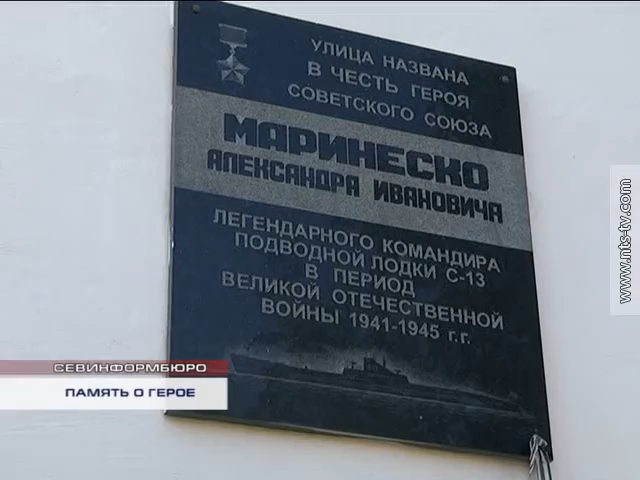 УЛИЦА НАЗВАНА
В ЧЕСТЬ ГЕРОЯ
СОВЕТСКОГО СОЮЗА
МАРИНЕСКО
АЛЕКСАНДРА ИВАНОВИЧА
ЛЕГЕНДАРНОГО КОМАНДИРА
ПОДВОДНОЙ ЛОДКИ С-13
В ПЕРИОД
ВЕЛИКОЙ ОТЕЧЕСТВЕННОЙ
ВОЙНЫ 1941-1945 г.г.
www.nts-tv.com
СЕВИНФОРМБЮРО
ПАМЯТЬ О ГЕРОЕ